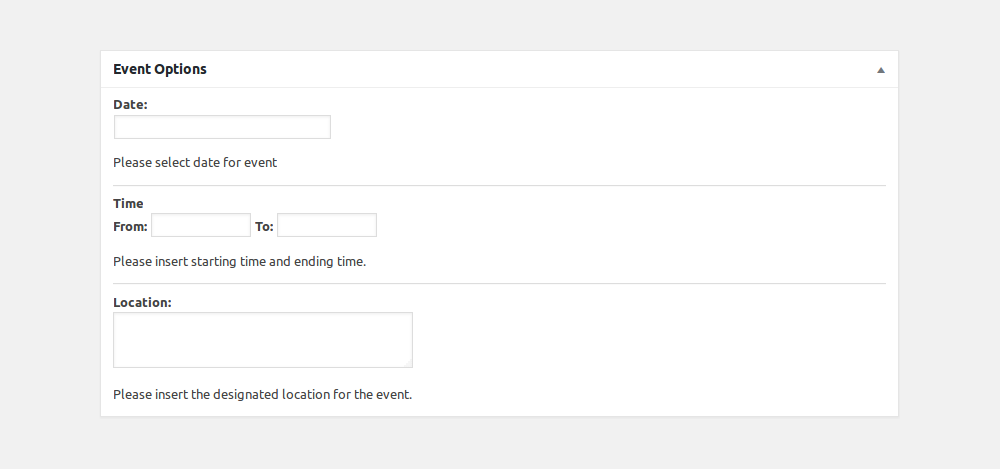 Event Options
Date:
Please select date for event
Time
From: To:
Please insert starting time and ending time.
Location:
Please insert the designated location for the event.